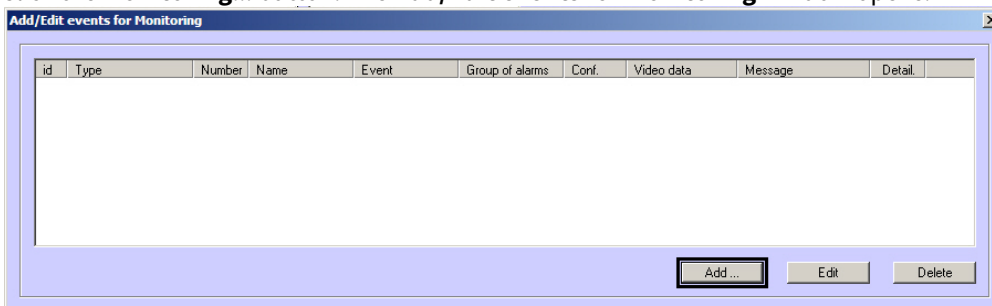 Add/Edit events for Monitoring
id Type Number Name Event Group of alarms Conf. Video data Message Detail.
Add ... Edit Delete